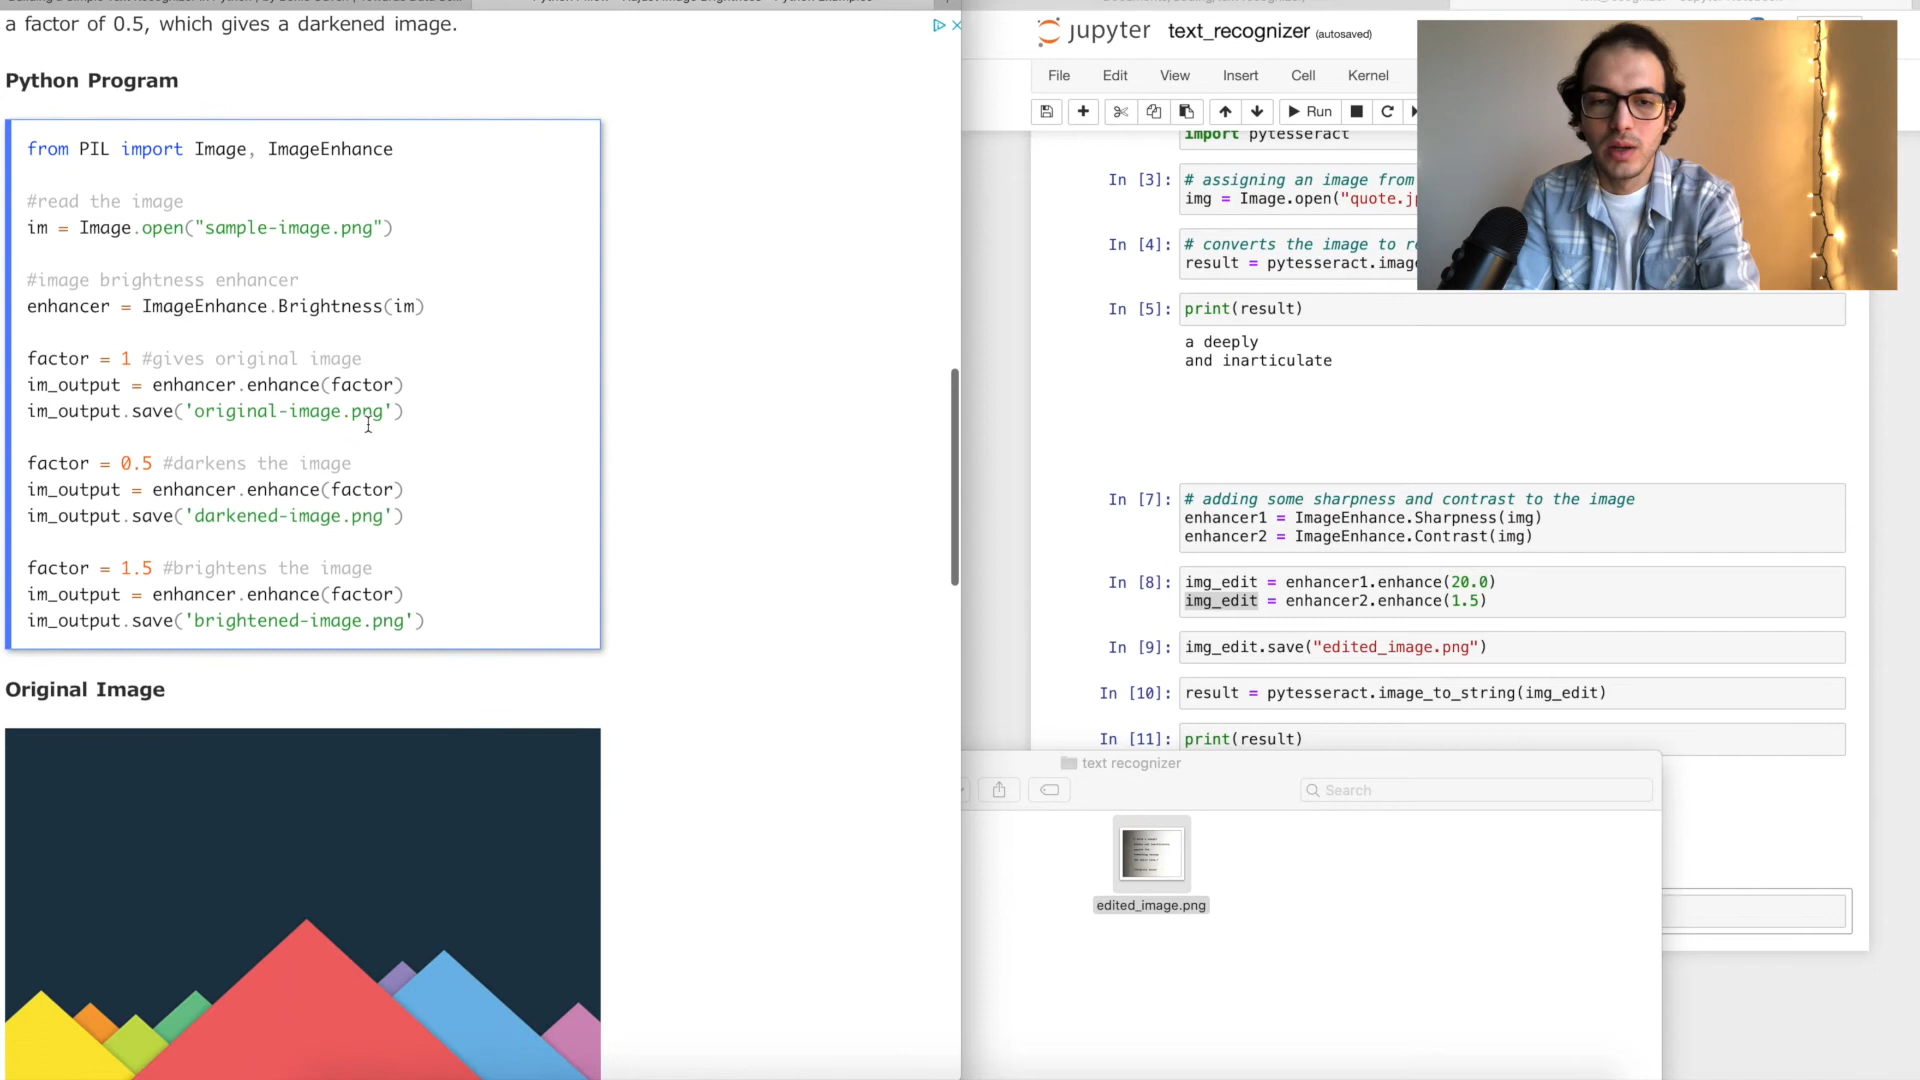 a factor of 0.5, which gives a darkened image.
Python Program
from PIL import Image, ImageEnhance
#read the image
im = Image.open("sample-image.png")
#image brightness enhancer
enhancer = ImageEnhance.Brightness(im)
factor = 1 #gives original image
im_output = enhancer.enhance(factor)
im_output.save('original-image.png')
factor = 0.5 #darkens the image
im_output = enhancer.enhance(factor)
im_output.save('darkened-image.png')
factor = 1.5 #brightens the image
im_output = enhancer.enhance(factor)
im_output.save('brightened-image.png')
Original Image
jupyter text_recognizer (autosaved)
File Edit View Insert Cell Kernel
Run
import pytesseract
In [3]: # assigning an image from
img = Image.open("quote.j
In [4]: # converts the image to
result = pytesseract.image
In [5]: print(result)
a deeply
and inarticulate
In [7]: # adding some sharpness and contrast to the image
enhancer1 = ImageEnhance.Sharpness(img)
enhancer2 = ImageEnhance.Contrast(img)
In [8]: img_edit = enhancer1.enhance(20.0)
img_edit = enhancer2.enhance(1.5)
In [9]: img_edit.save("edited_image.png")
In [10]: result = pytesseract.image_to_string(img_edit)
In [11]: print(result)
text recognizer
Search
edited_image.png